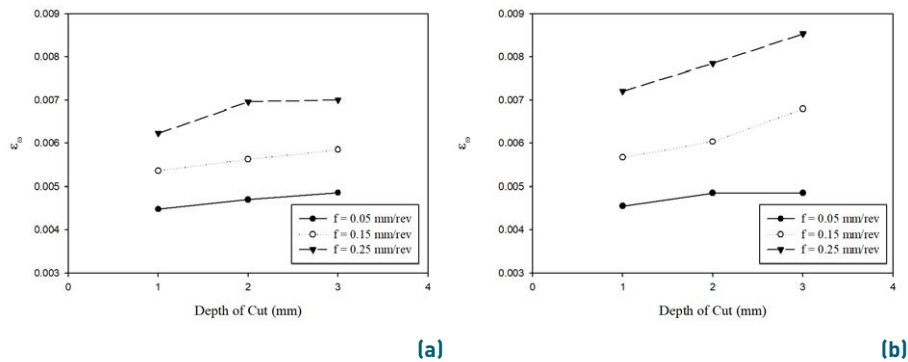 0.009
0.008
0.007
0.006
0.005
0.004
0.003
εω
0
1
2
3
4
Depth of Cut (mm)
f = 0.05 mm/rev
f = 0.15 mm/rev
f = 0.25 mm/rev
(a)
0.009
0.008
0.007
0.006
0.005
0.004
0.003
εω
0
1
2
3
4
Depth of Cut (mm)
f = 0.05 mm/rev
f = 0.15 mm/rev
f = 0.25 mm/rev
(b)